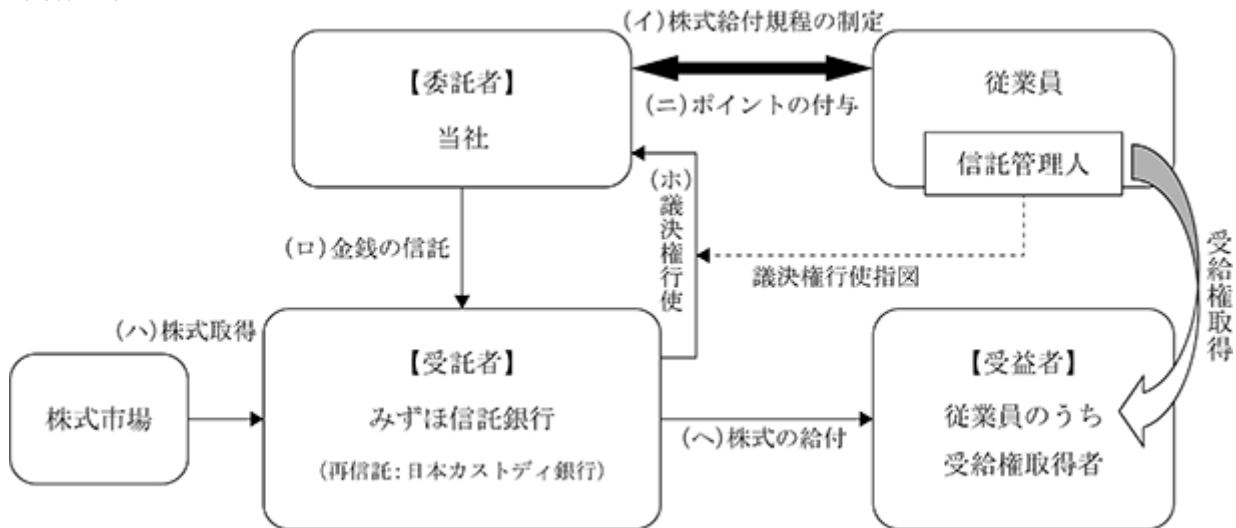 (イ)株式給付規程の制定
【委託者】
当社
従業員
(ニ)ポイントの付与
信託管理人
(ホ)議決権行使
(ロ)金銭の信託
議決権行使指図
受給権取得
(ハ)株式取得
株式市場
【受託者】
みずほ信託銀行
(再信託:日本カストディ銀行)
(ヘ)株式の給付
【受益者】
従業員のうち
受給権取得者